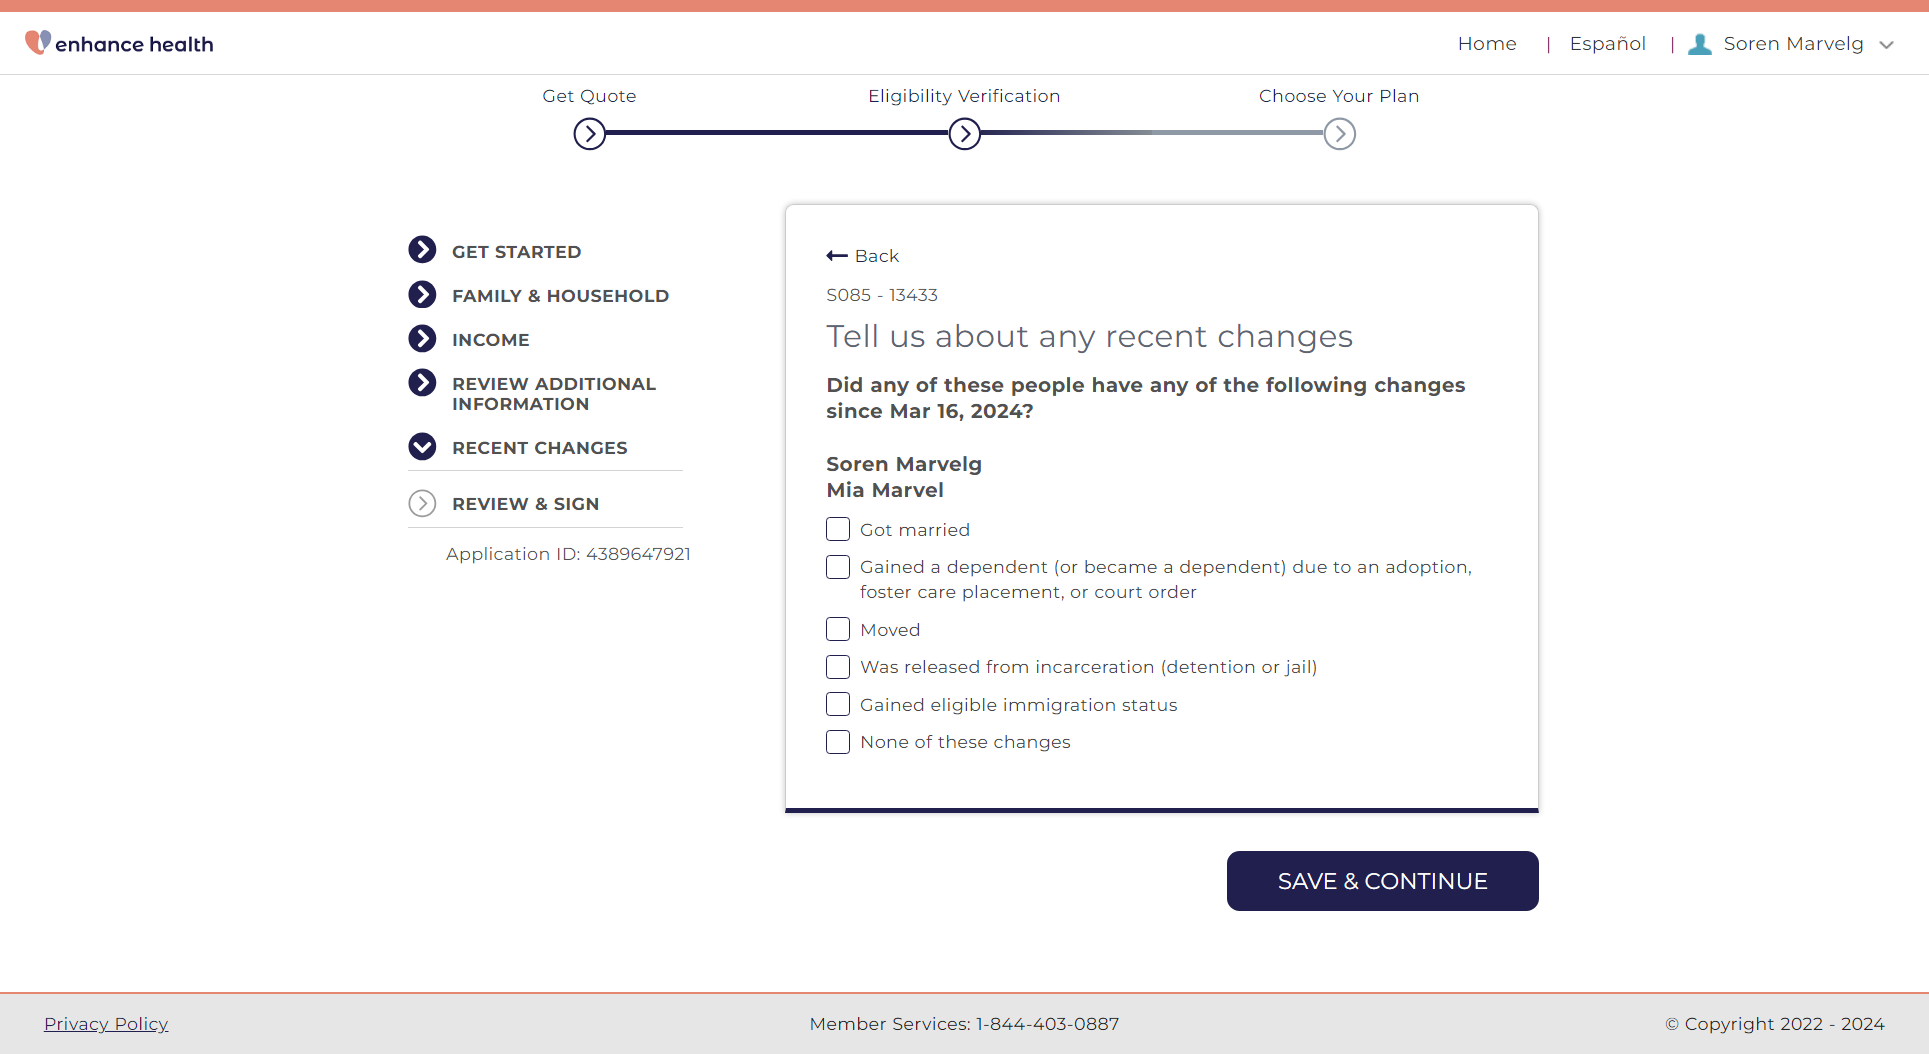 enhance health
Home | Español | Soren Marvelg
Get Quote
Eligibility Verification
Choose Your Plan
GET STARTED
FAMILY & HOUSEHOLD
INCOME
REVIEW ADDITIONAL
INFORMATION
RECENT CHANGES
REVIEW & SIGN
Application ID: 4389647921
Back
S085 - 13433
Tell us about any recent changes
Did any of these people have any of the following changes
since Mar 16, 2024?
Soren Marvelg
Mia Marvel
Got married
Gained a dependent (or became a dependent) due to an adoption,
foster care placement, or court order
Moved
Was released from incarceration (detention or jail)
Gained eligible immigration status
None of these changes
SAVE & CONTINUE
Privacy Policy
Member Services: 1-844-403-0887
© Copyright 2022 - 2024